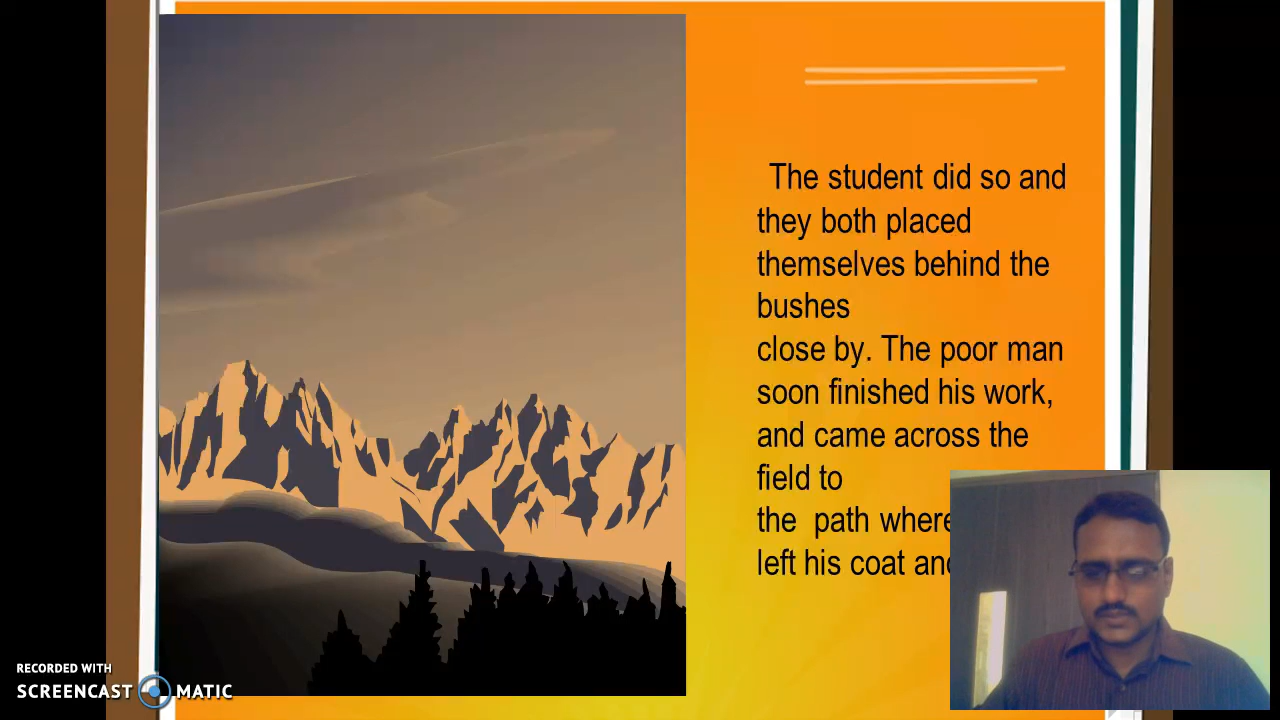 The student did so and
they both placed
themselves behind the
bushes
close by. The poor man
soon finished his work,
and came across the
field to
the path where
left his coat and
RECORDED WITH
SCREENCAST MATIC